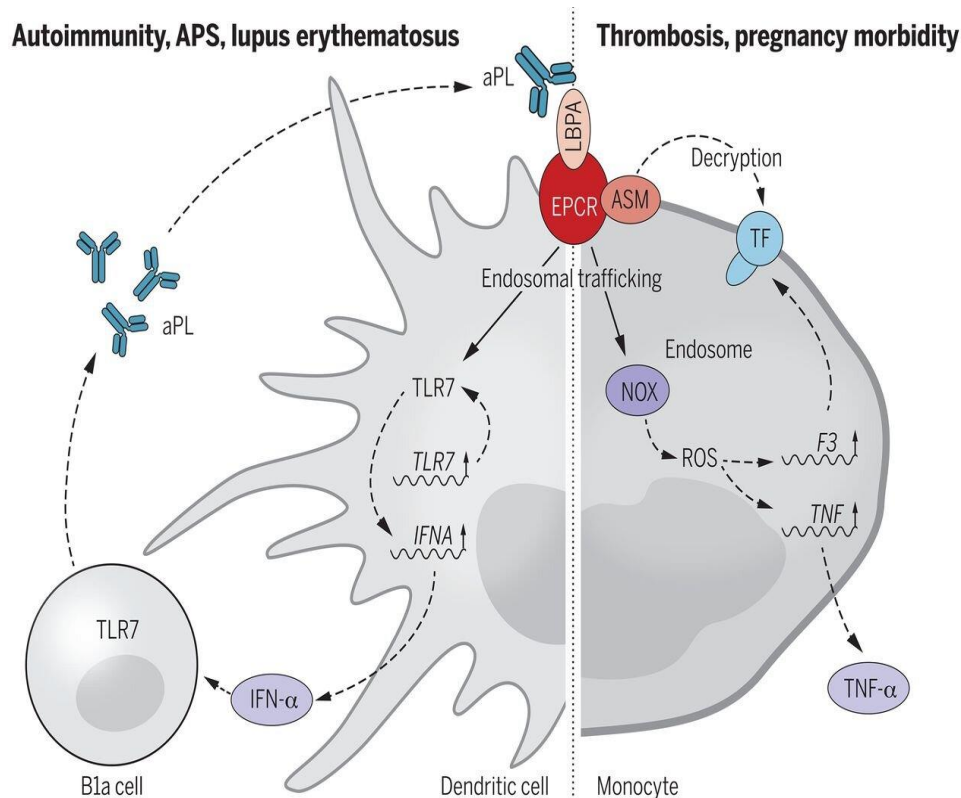 Autoimmunity, APS, lupus erythematosus
Thrombosis, pregnancy morbidity
aPL
LBPA
Decryption
EPCR
ASM
TF
Endosomal trafficking
aPL
Endosome
TLR7
NOX
TLR7
ROS
F3
IFNA
TNF
TLR7
IFN-α
TNF-α
B1a cell
Dendritic cell
Monocyte